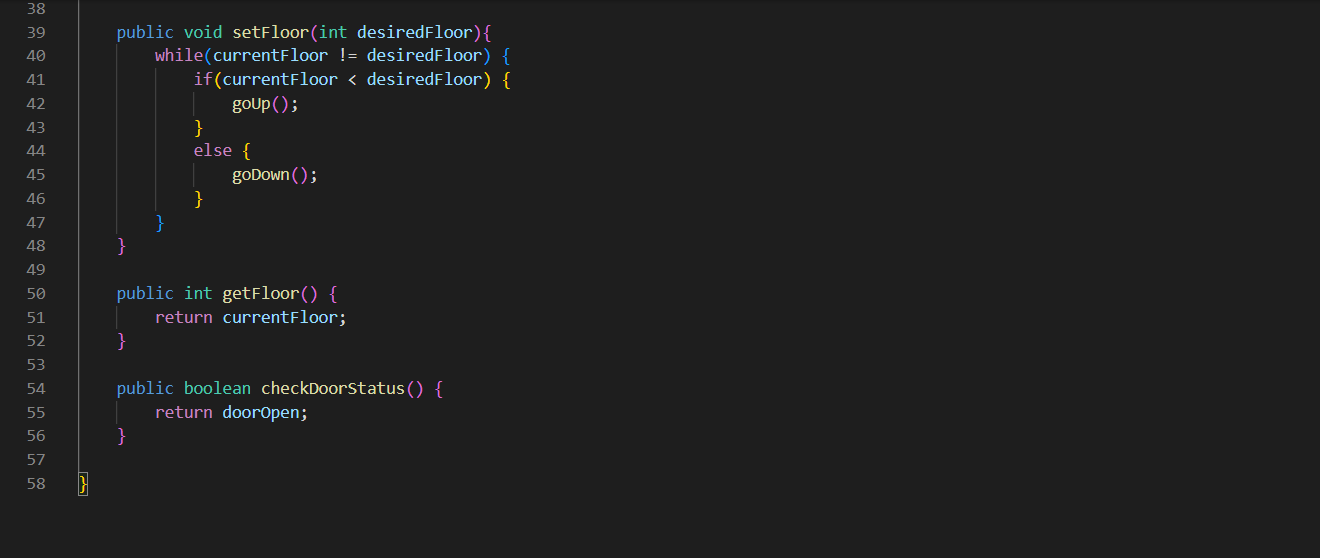 38
39 public void setFloor(int desiredFloor){
40 while(currentFloor != desiredFloor) {
41 if(currentFloor < desiredFloor) {
42 goUp();
43 }
44 else {
45 goDown();
46 }
47 }
48 }
49
50 public int getFloor() {
51 return currentFloor;
52 }
53
54 public boolean checkDoorStatus() {
55 return doorOpen;
56 }
57
58 }